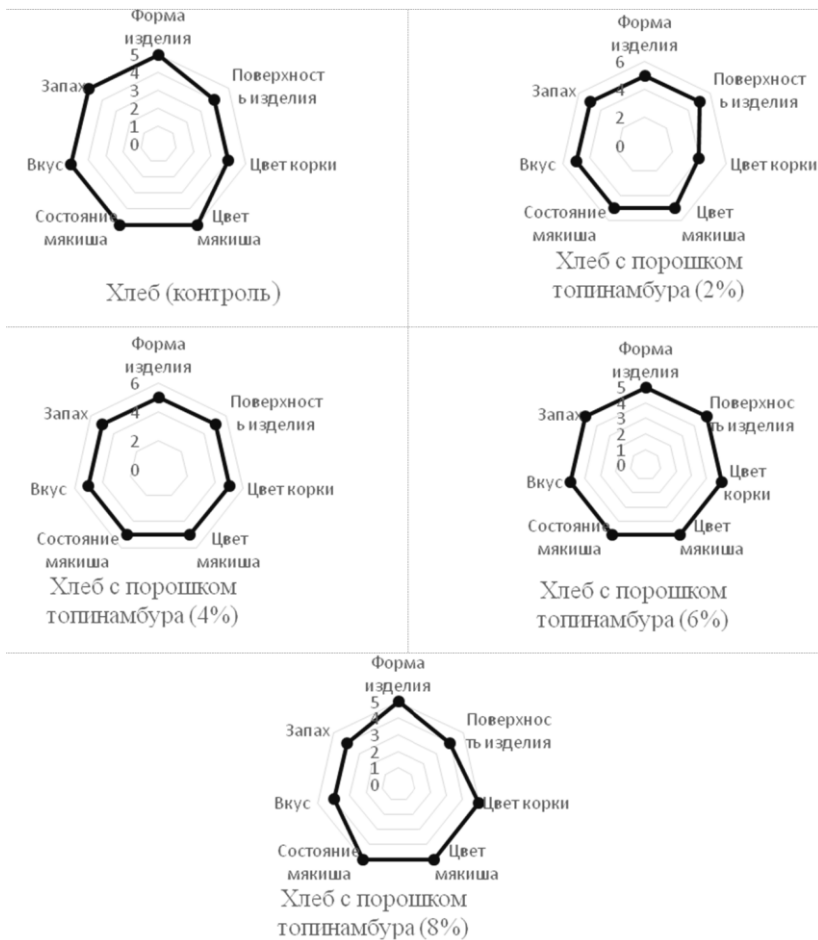 Форма
изделия
5
4
3
2
1
0
Поверхност
ь изделия
Цвет корки
Цвет
мякиша
Состояние
мякиша
Вкус
Запах
Хлеб (контроль)
Форма
изделия
6
4
2
0
Поверхност
ь изделия
Цвет корки
Цвет
мякиша
Состояние
мякиша
Вкус
Запах
Хлеб с порошком
топинамбура (2%)
Форма
изделия
6
4
2
0
Поверхност
ь изделия
Цвет корки
Цвет
мякиша
Состояние
мякиша
Вкус
Запах
Хлеб с порошком
топинамбура (4%)
Форма
изделия
5
4
3
2
1
0
Поверхнос
ть изделия
Цвет
корки
Цвет
мякиша
Состояние
мякиша
Вкус
Запах
Хлеб с порошком
топинамбура (6%)
Форма
изделия
5
4
3
2
1
0
Поверхнос
ть изделия
Цвет корки
Цвет
мякиша
Состояние
мякиша
Вкус
Запах
Хлеб с порошком
топинамбура (8%)